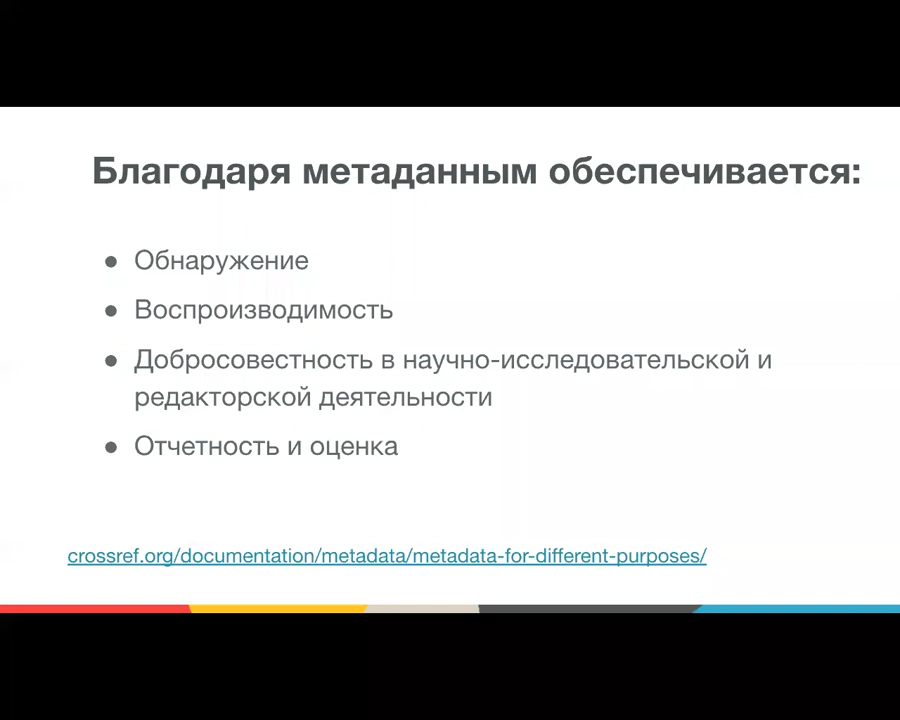 Благодаря метаданным обеспечивается:
● Обнаружение
● Воспроизводимость
● Добросовестность в научно-исследовательской и
редакторской деятельности
● Отчетность и оценка
crossref.org/documentation/metadata/metadata-for-different-purposes/